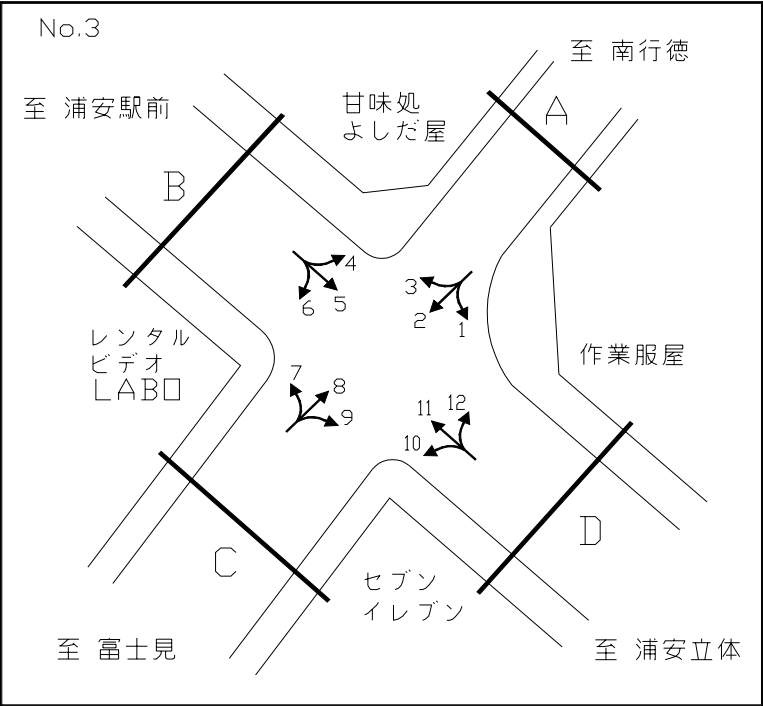 No.3
至 南行徳
至 浦安駅前
甘味処
よしだ屋
A
B
4
3
5
6
2
1
レンタル
ビデオ
LABO
作業服屋
7
8
9
12
11
10
D
C
セブン
イレブン
至 富士見
至 浦安立体